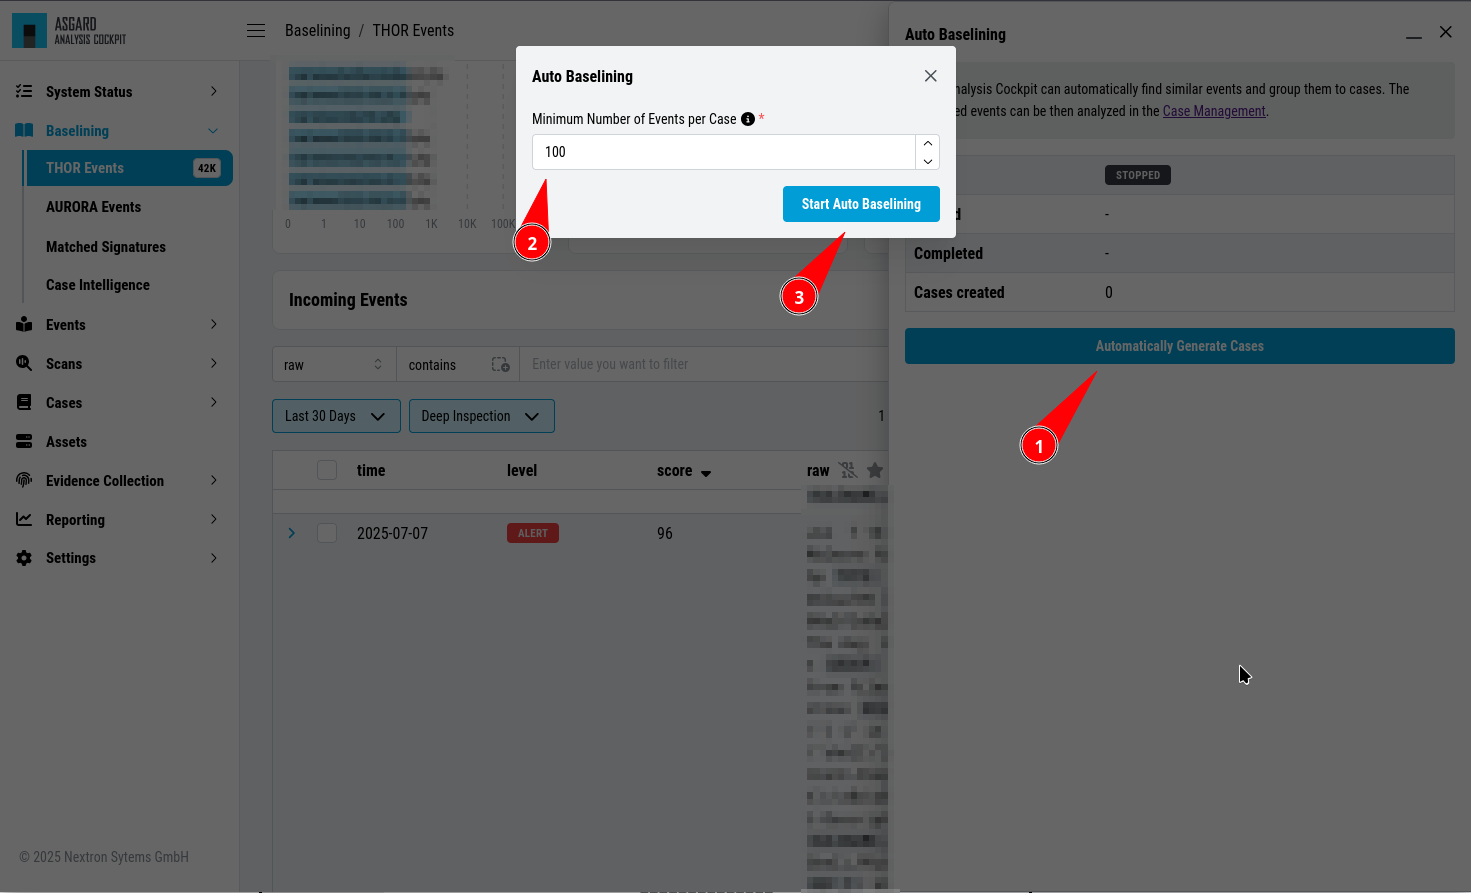 ASGARD
ANALYSIS COCKPIT
Baselining / THOR Events
System Status
Baselining
THOR Events 42K
AURORA Events
Matched Signatures
Case Intelligence
Events
Scans
Cases
Assets
Evidence Collection
Reporting
Settings
© 2025 Nextron Sytems GmbH
0 1 10 100 1K 10K 100K
Incoming Events
raw contains Enter value you want to filter
Last 30 Days Deep Inspection 1
time level score raw
2025-07-07 ALERT 96
Auto Baselining
Minimum Number of Events per Case *
100
Start Auto Baselining
2
3
Auto Baselining
nalysis Cockpit can automatically find similar events and group them to cases. The
ed events can be then analyzed in the Case Management.
STOPPED
d -
Completed -
Cases created 0
Automatically Generate Cases
1